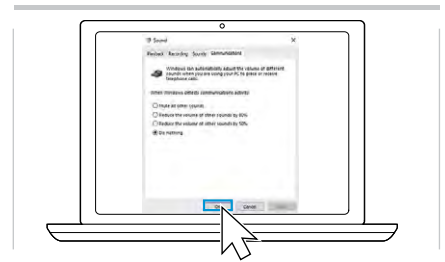 Sound
Playback Recording Sounds Communications
Windows can automatically adjust the volume of different
sounds when you are using your PC to place or receive
telephone calls.
When Windows detects communications activity:
Mute all other sounds
Reduce the volume of other sounds by 80%
Reduce the volume of other sounds by 50%
Do nothing
Cancel